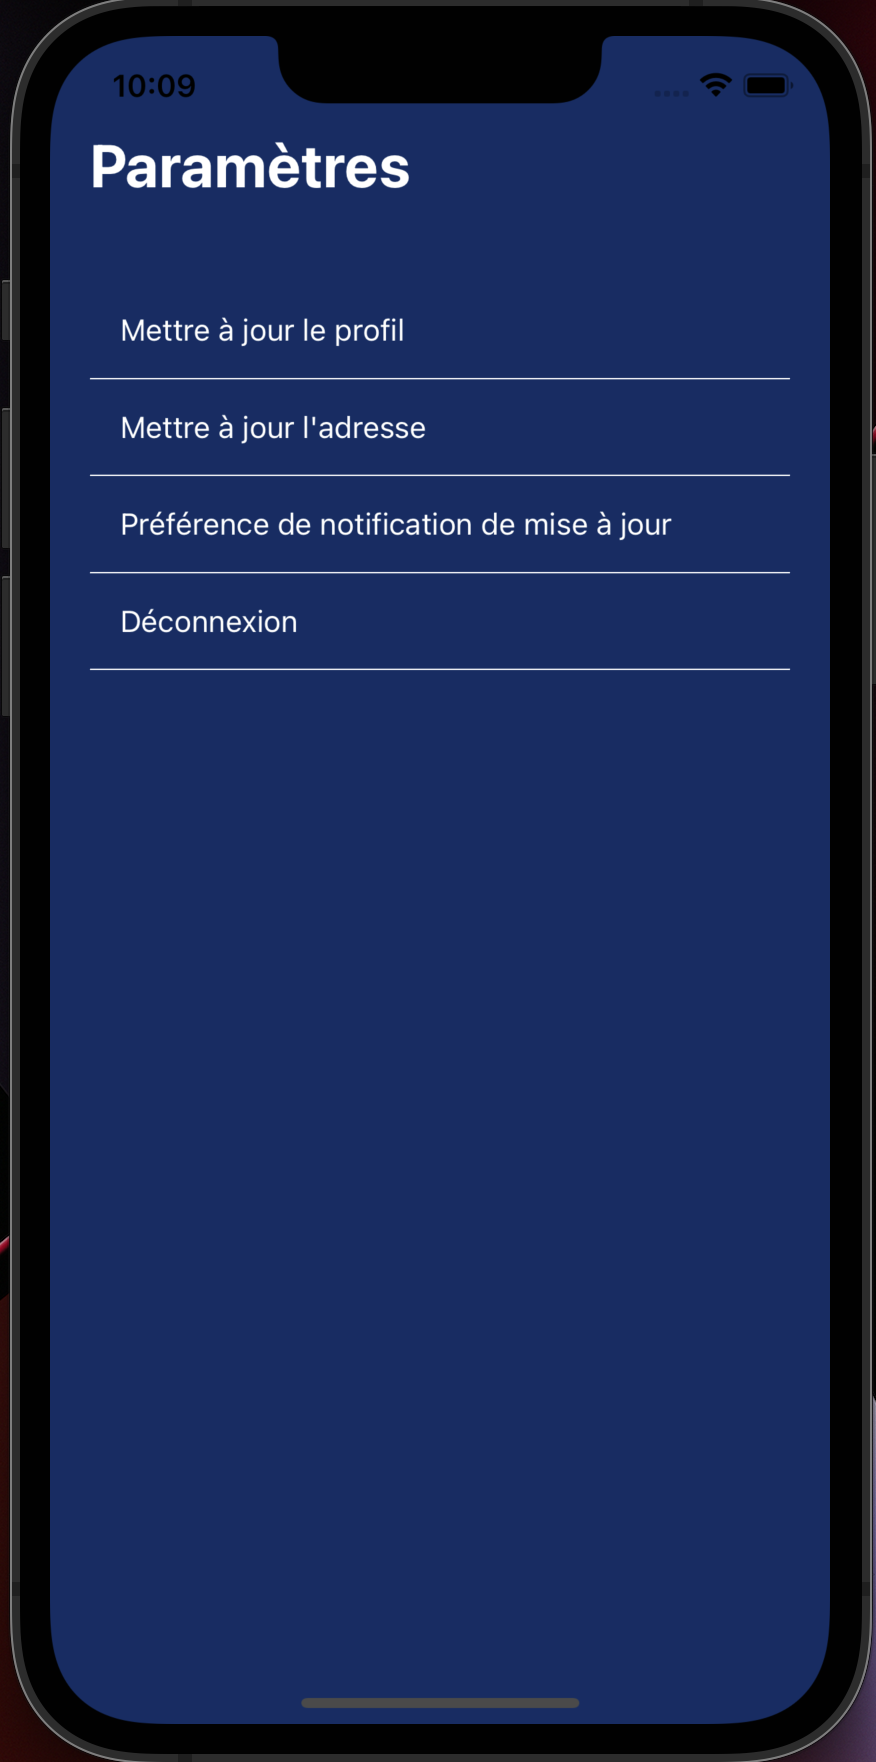 10:09
Paramètres
Mettre à jour le profil
Mettre à jour l'adresse
Préférence de notification de mise à jour
Déconnexion